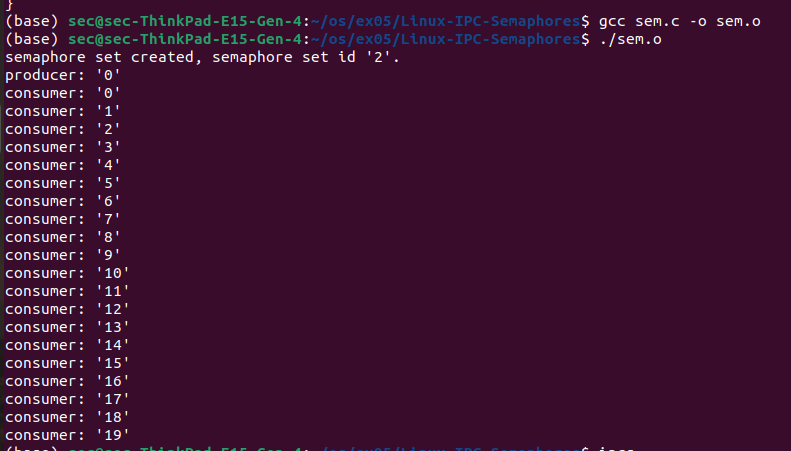 }
(base) sec@sec-ThinkPad-E15-Gen-4:~/os/ex05/Linux-IPC-Semaphores$ gcc sem.c -o sem.o
(base) sec@sec-ThinkPad-E15-Gen-4:~/os/ex05/Linux-IPC-Semaphores$ ./sem.o
semaphore set created, semaphore set id '2'.
producer: '0'
consumer: '0'
consumer: '1'
consumer: '2'
consumer: '3'
consumer: '4'
consumer: '5'
consumer: '6'
consumer: '7'
consumer: '8'
consumer: '9'
consumer: '10'
consumer: '11'
consumer: '12'
consumer: '13'
consumer: '14'
consumer: '15'
consumer: '16'
consumer: '17'
consumer: '18'
consumer: '19'
(base) sec@sec-ThinkPad-E15-Gen-4:~/os/ex05/Linux-IPC-Semaphores$